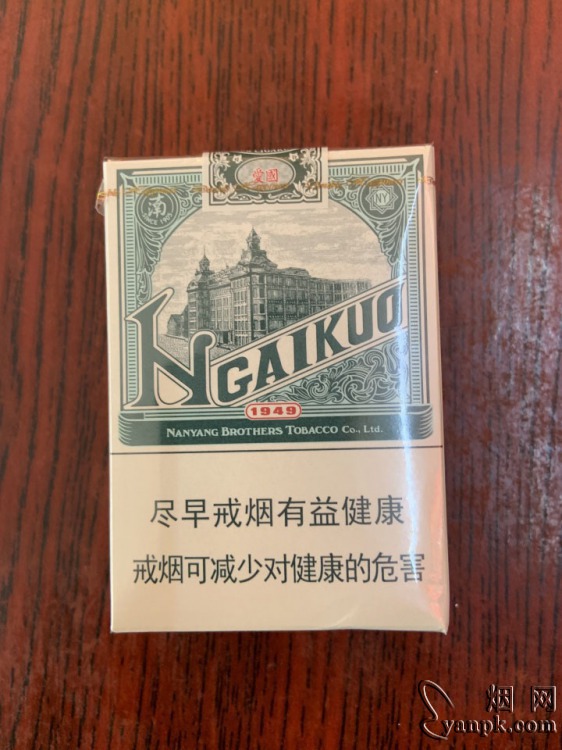 愛國
南
NY
NGAIKUO
1949
NANYANG BROTHERS TOBACCO CO., LTD.
尽早戒烟有益健康
戒烟可减少对健康的危害
烟网
yanpk.com